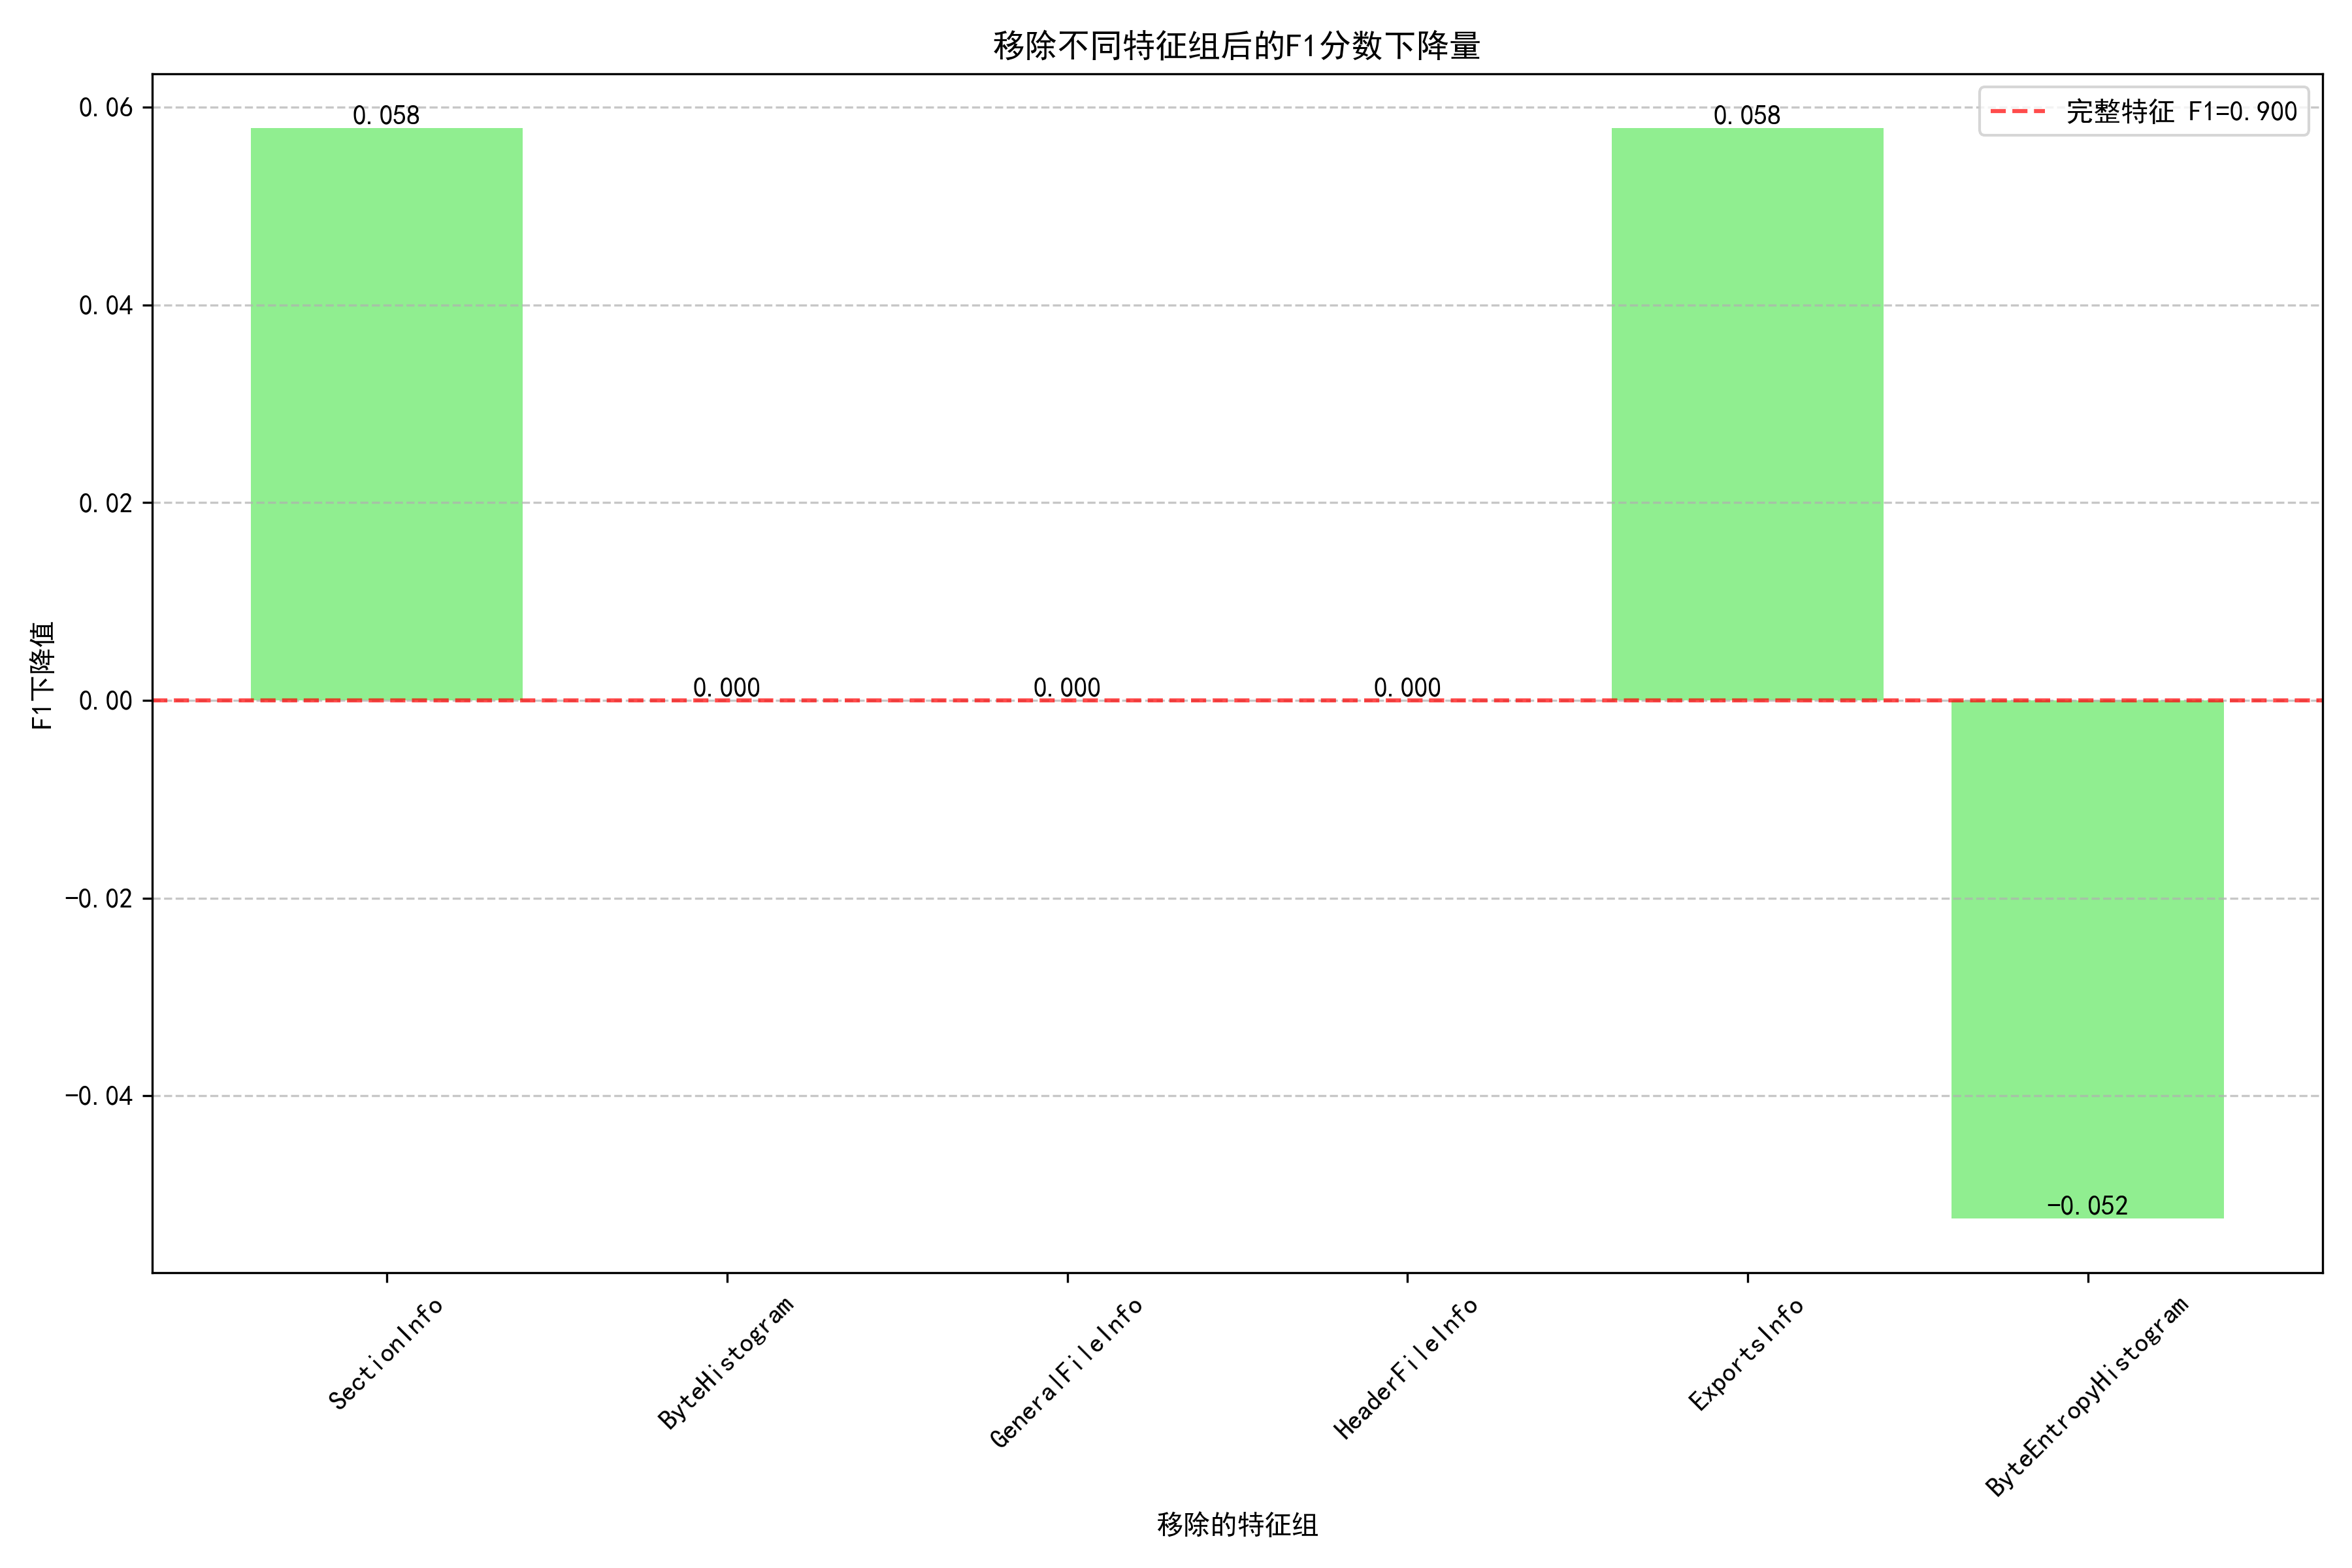 移除不同特征组后的F1分数下降量
完整特征 F1=0.900
F1下降值
0.06
0.04
0.02
0.00
-0.02
-0.04
0.058
0.000
0.000
0.000
0.058
-0.052
SectionInfo
ByteHistogram
GeneralFileInfo
HeaderFileInfo
ExportsInfo
ByteEntropyHistogram
移除的特征组